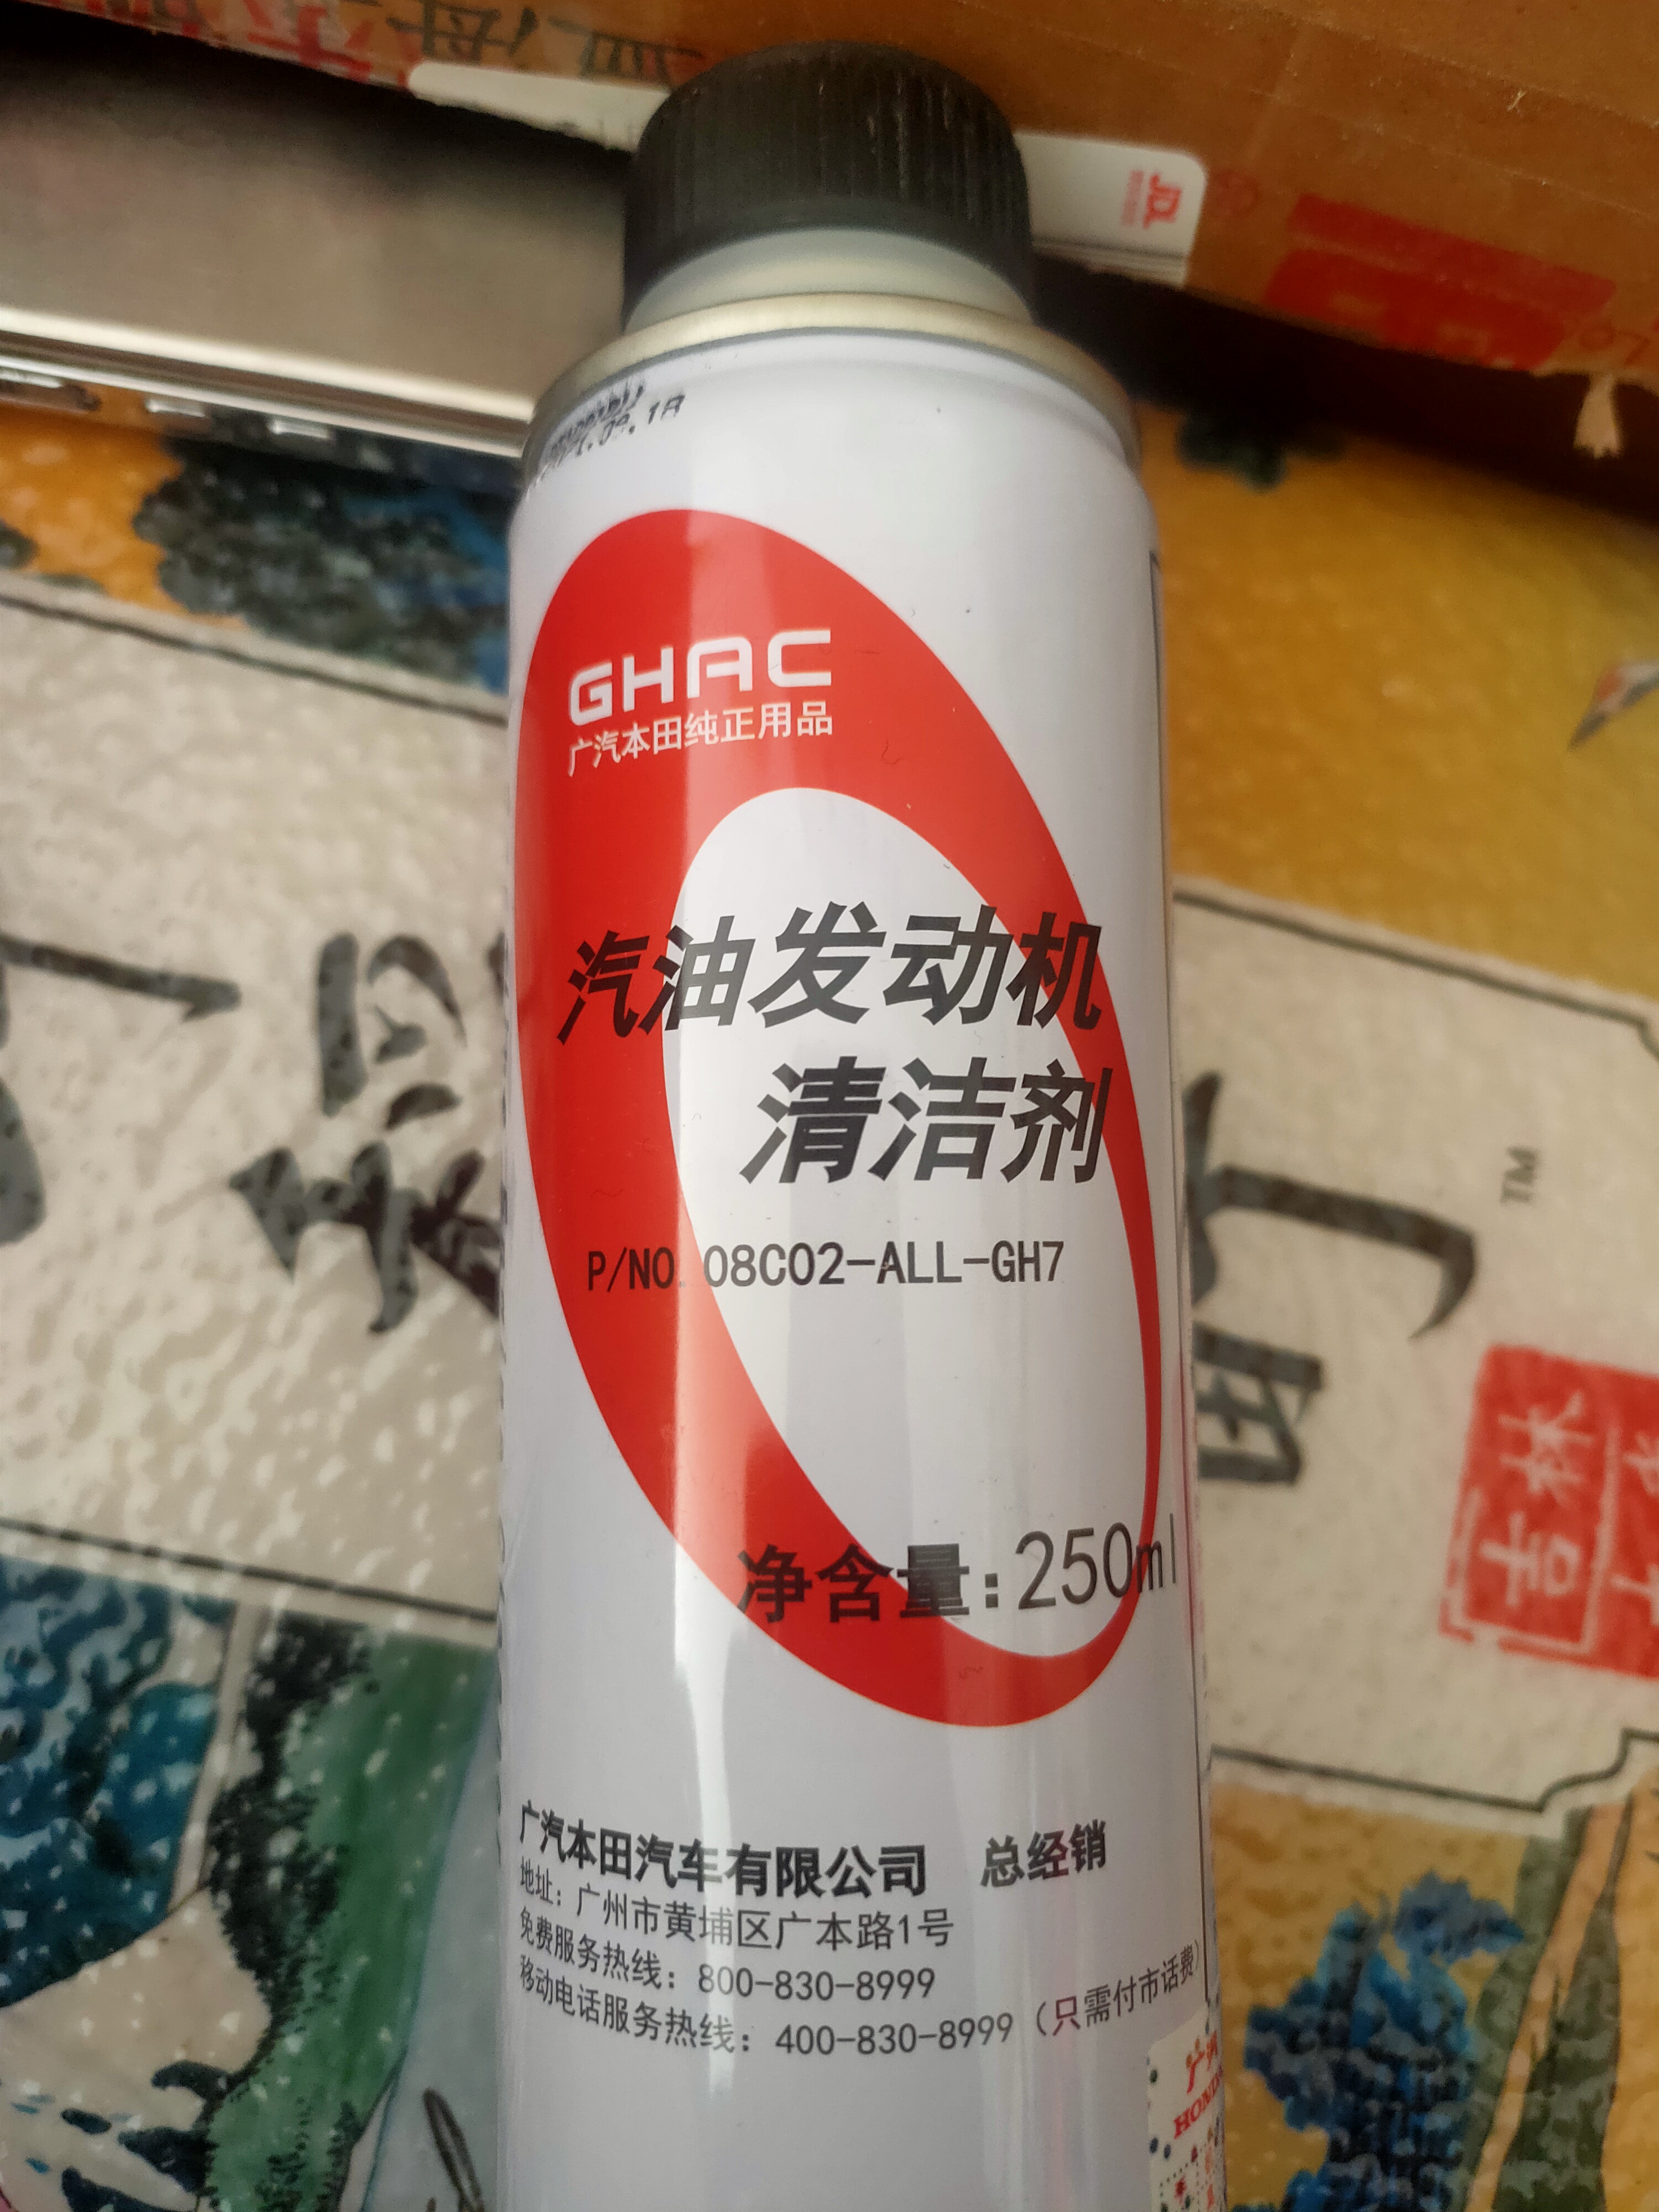 GHAC
广汽本田纯正用品
汽油发动机
清洁剂
P/NO. 08C02-ALL-GH7
净含量:250ml
广汽本田汽车有限公司 总经销
地址:广州市黄埔区广本路1号
免费服务热线:800-830-8999
移动电话服务热线:400-830-8999(只需付市话费)
TM
吉林